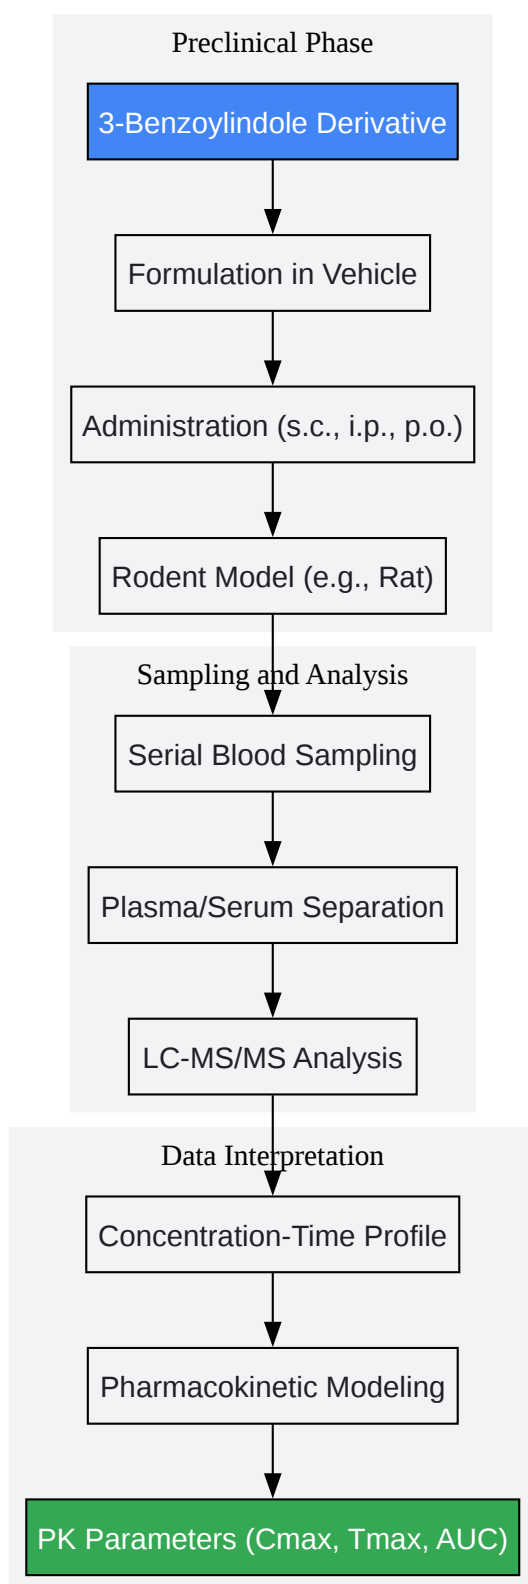 Preclinical Phase
3-Benzoylindole Derivative
Formulation in Vehicle
Administration (s.c., i.p., p.o.)
Rodent Model (e.g., Rat)
Sampling and Analysis
Serial Blood Sampling
Plasma/Serum Separation
LC-MS/MS Analysis
Data Interpretation
Concentration-Time Profile
Pharmacokinetic Modeling
PK Parameters (Cmax, Tmax, AUC)